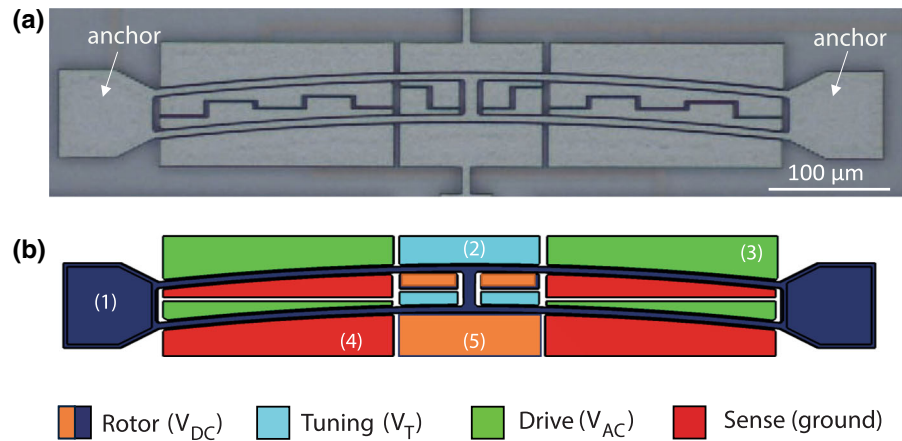 (a)
anchor
anchor
100 μm
(b)
(1)
(2)
(3)
(4)
(5)
Rotor (V_DC)
Tuning (V_T)
Drive (V_AC)
Sense (ground)